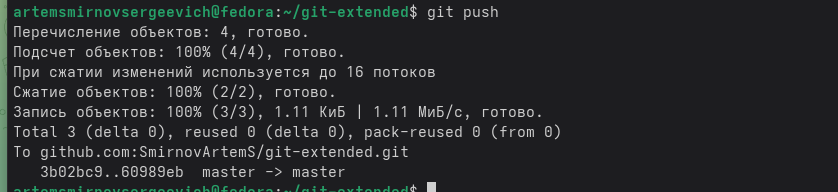 artemsmirnovsergeevich@fedora:~/git-extended$ git push
Перечисление объектов: 4, готово.
Подсчет объектов: 100% (4/4), готово.
При сжатии изменений используется до 16 потоков
Сжатие объектов: 100% (2/2), готово.
Запись объектов: 100% (3/3), 1.11 КиБ | 1.11 МиБ/с, готово.
Total 3 (delta 0), reused 0 (delta 0), pack-reused 0 (from 0)
To github.com:SmirnovArtemS/git-extended.git
   3b02bc9..60989eb  master -> master
artemsmirnovsergeevich@fedora:~/git-extended$